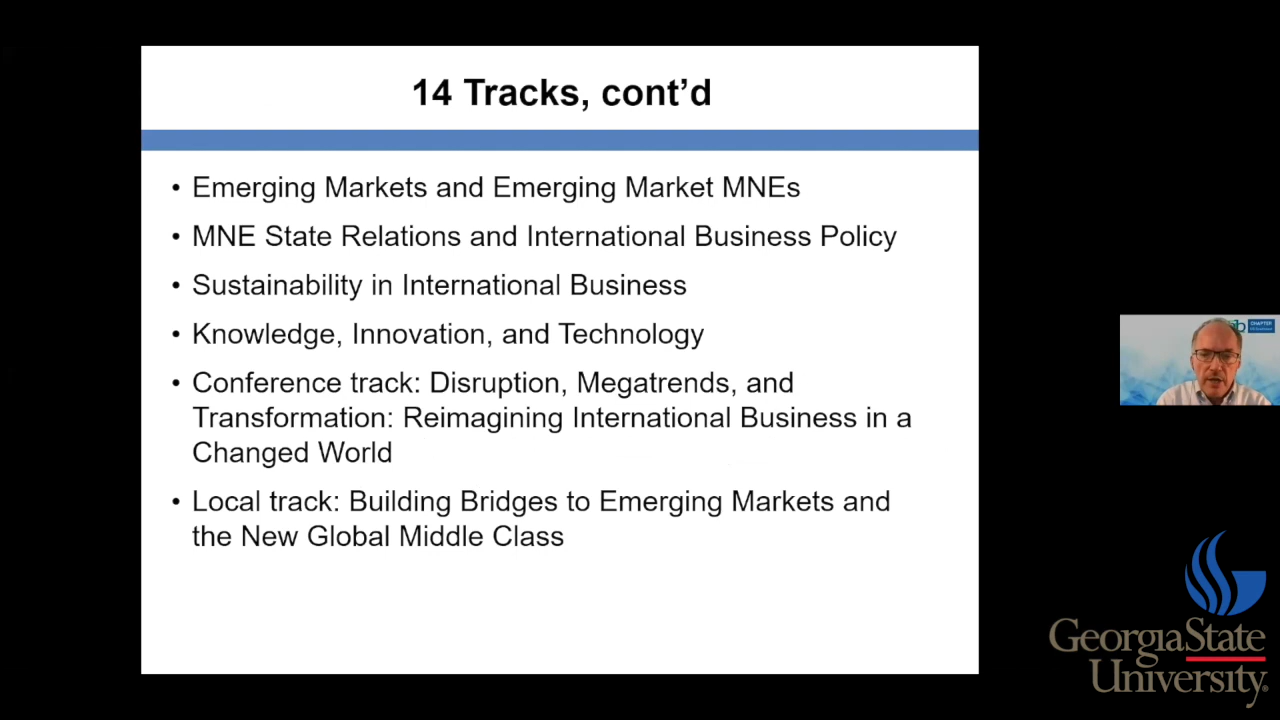 14 Tracks, cont’d
• Emerging Markets and Emerging Market MNEs
• MNE State Relations and International Business Policy
• Sustainability in International Business
• Knowledge, Innovation, and Technology
• Conference track: Disruption, Megatrends, and
Transformation: Reimagining International Business in a
Changed World
• Local track: Building Bridges to Emerging Markets and
the New Global Middle Class
b CHAPTER
GeorgiaState
University®